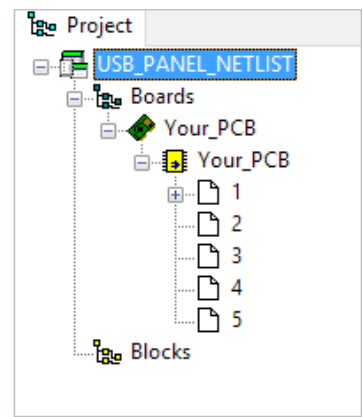 Project
USB_PANEL_NETLIST
Boards
Your_PCB
Your_PCB
1
2
3
4
5
Blocks